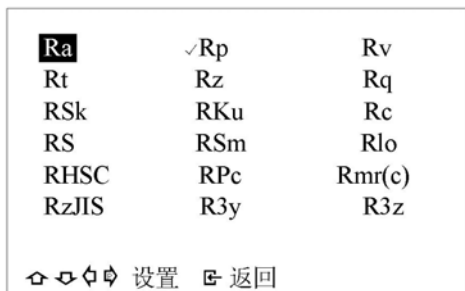 Ra ✓Rp Rv
Rt Rz Rq
RSk RKu Rc
RS RSm Rlo
RHSC RPc Rmr(c)
RzJIS R3y R3z
设置 返回